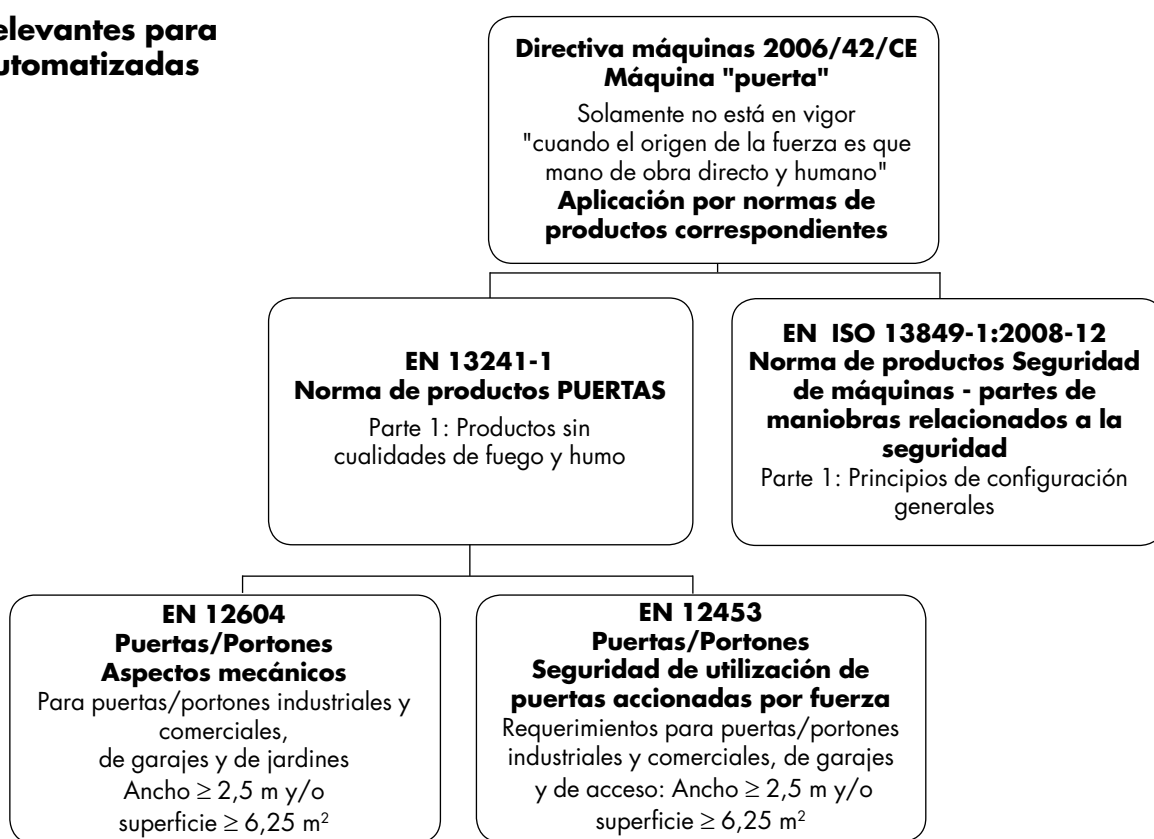 elevantes para
utomatizadas
Directiva máquinas 2006/42/CE
Máquina "puerta"
Solamente no está en vigor
"cuando el origen de la fuerza es que
mano de obra directo y humano"
Aplicación por normas de
productos correspondientes
EN 13241-1
Norma de productos PUERTAS
Parte 1: Productos sin
cualidades de fuego y humo
EN ISO 13849-1:2008-12
Norma de productos Seguridad
de máquinas - partes de
maniobras relacionados a la
seguridad
Parte 1: Principios de configuración
generales
EN 12604
Puertas/Portones
Aspectos mecánicos
Para puertas/portones industriales y
comerciales,
de garajes y de jardines
Ancho ≥ 2,5 m y/o
superficie ≥ 6,25 m²
EN 12453
Puertas/Portones
Seguridad de utilización de
puertas accionadas por fuerza
Requerimientos para puertas/portones
industriales y comerciales, de garajes
y de acceso: Ancho ≥ 2,5 m y/o
superficie ≥ 6,25 m²